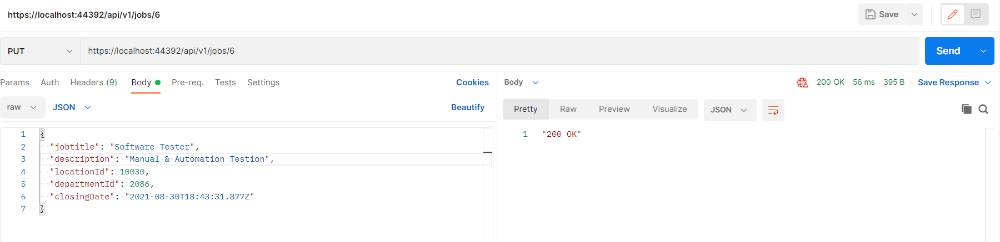 https://localhost:44392/api/v1/jobs/6
Save
PUT
https://localhost:44392/api/v1/jobs/6
Send
Params Auth Headers (9) Body Pre-req. Tests Settings Cookies
raw JSON Beautify
1 {
2 "jobtitle": "Software Tester",
3 "description": "Manual & Automation Testion",
4 "locationId": 10030,
5 "departmentId": 2086,
6 "closingDate": "2021-08-30T18:43:31.877Z"
7 }
Body 200 OK 56 ms 395 B Save Response
Pretty Raw Preview Visualize JSON
1 "200 OK"